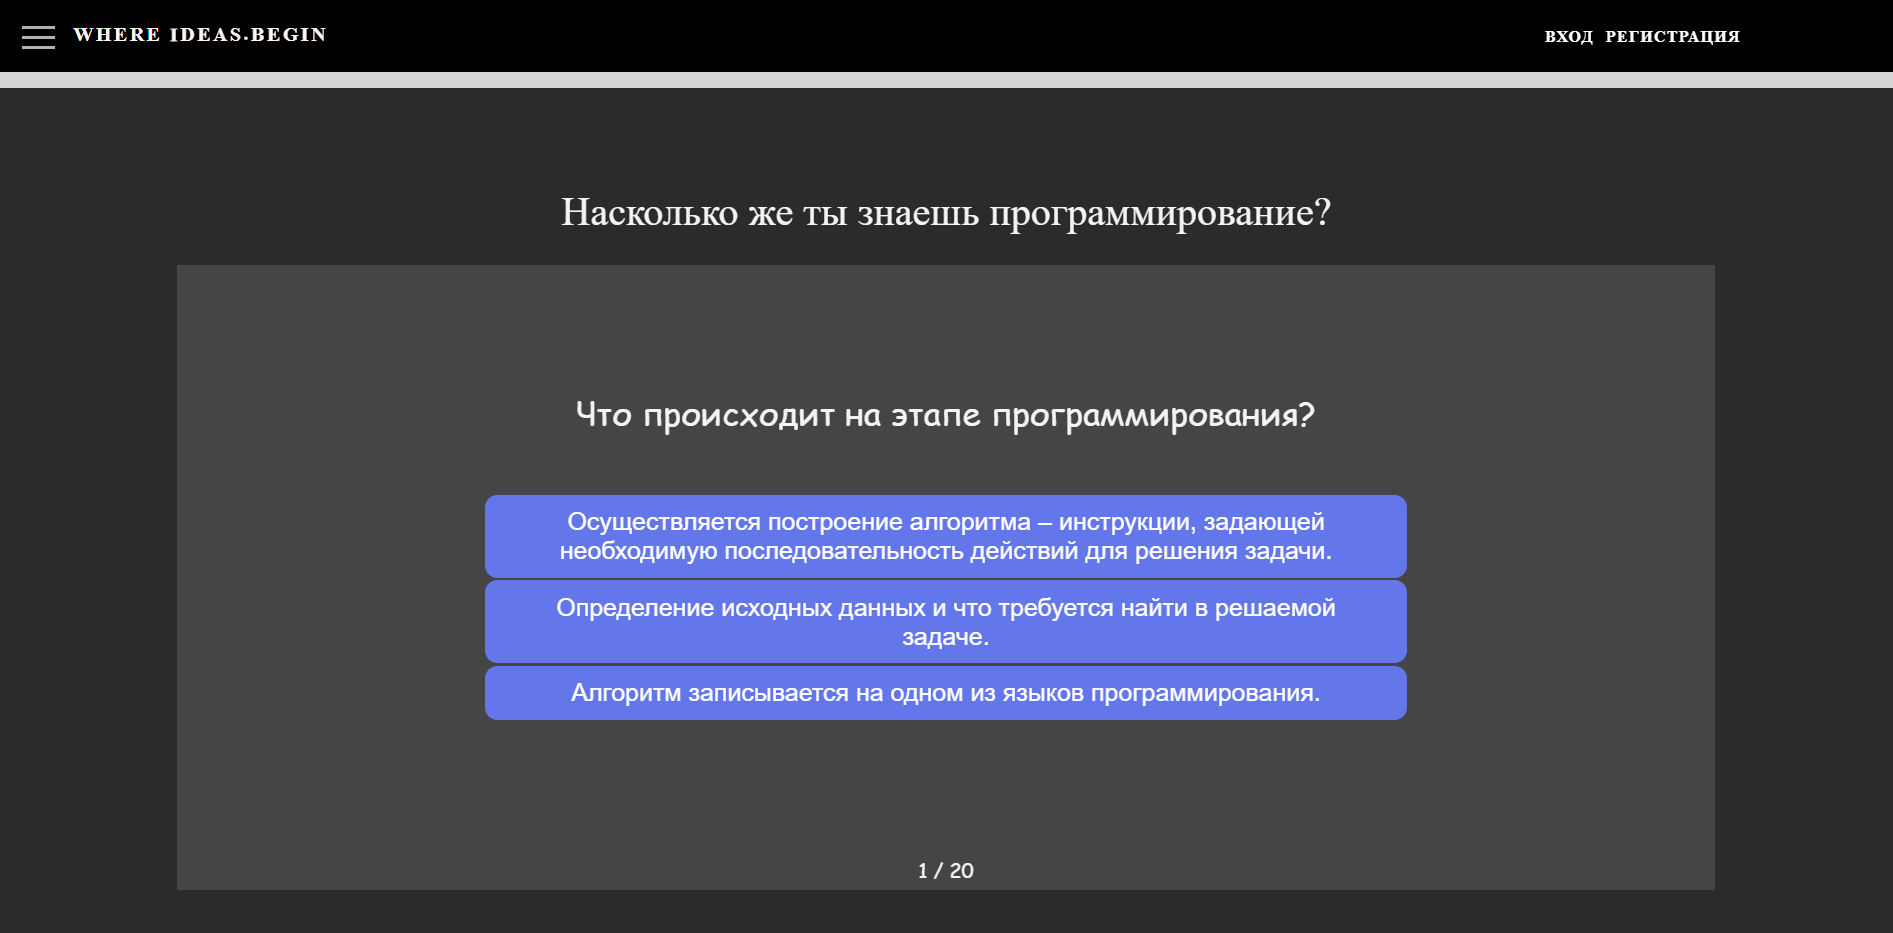 WHERE IDEAS.BEGIN
ВХОД РЕГИСТРАЦИЯ
Насколько же ты знаешь программирование?
Что происходит на этапе программирования?
Осуществляется построение алгоритма – инструкции, задающей
необходимую последовательность действий для решения задачи.
Определение исходных данных и что требуется найти в решаемой
задаче.
Алгоритм записывается на одном из языков программирования.
1 / 20